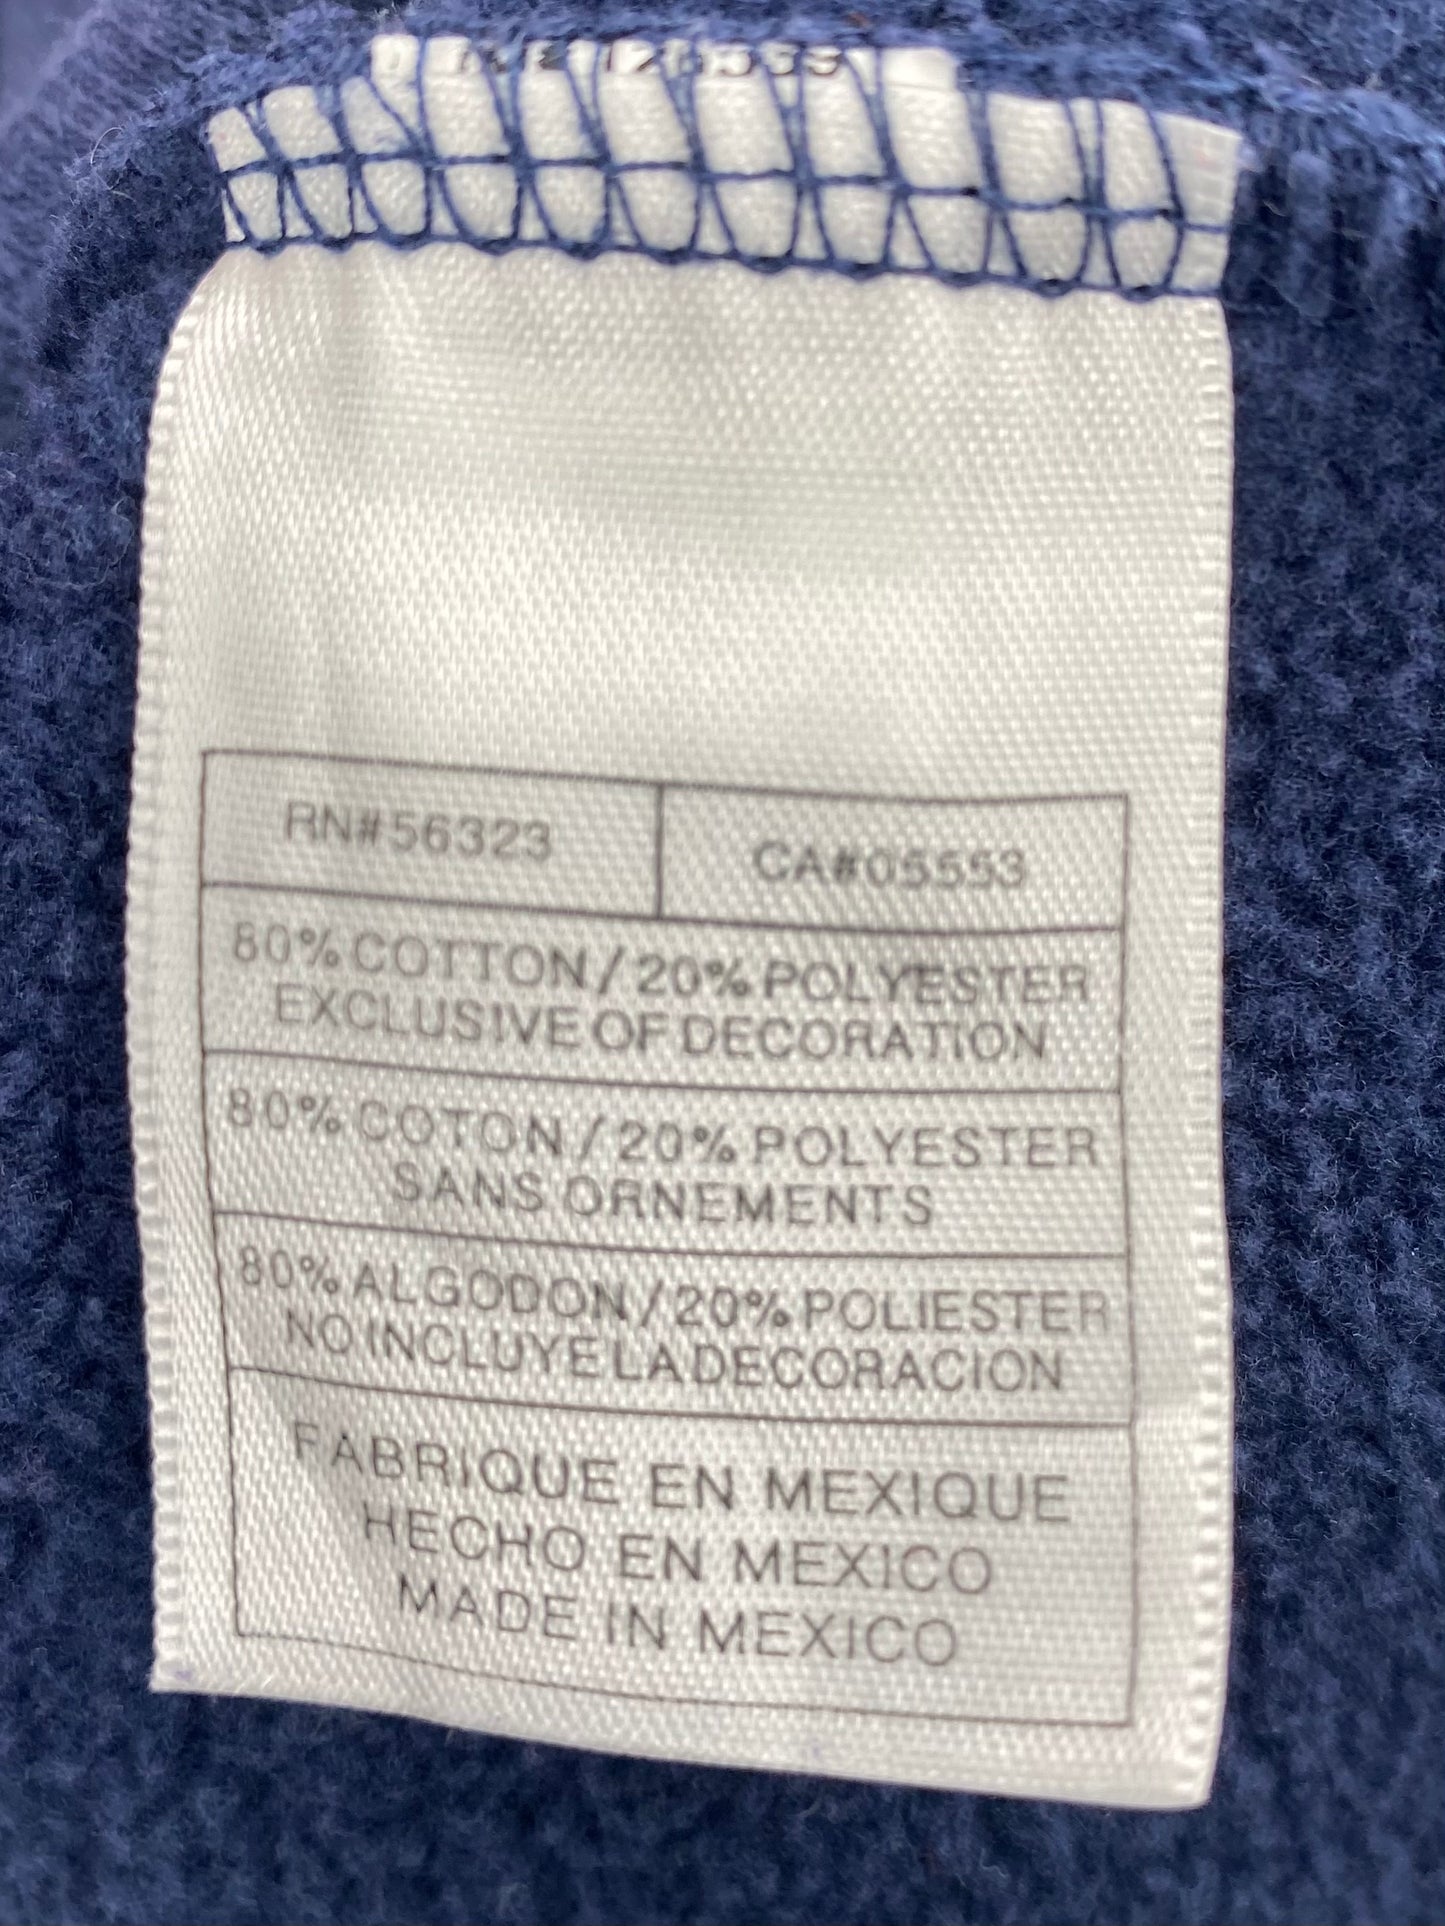 RN#56323
CA#05553
80% COTTON / 20% POLYESTER
EXCLUSIVE OF DECORATION
80% COTON / 20% POLYESTER
SANS ORNEMENTS
80% ALGODON / 20% POLIESTER
NO INCLUYE LA DECORACION
FABRIQUE EN MEXIQUE
HECHO EN MEXICO
MADE IN MEXICO